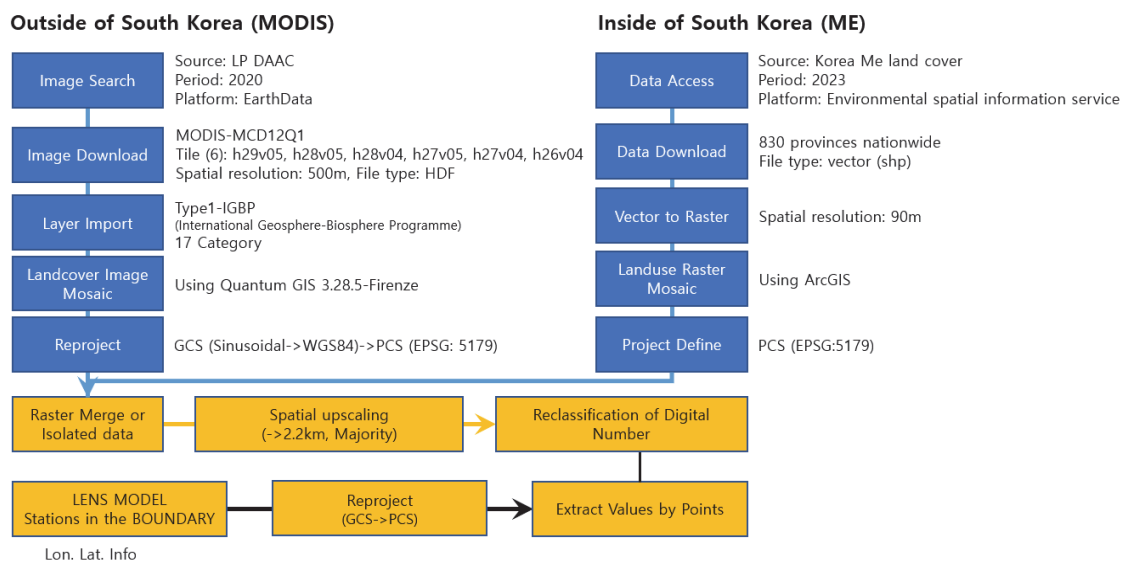 Outside of South Korea (MODIS)
Image Search
Source: LP DAAC
Period: 2020
Platform: EarthData
Image Download
MODIS-MCD12Q1
Tile (6): h29v05, h28v05, h28v04, h27v05, h27v04, h26v04
Spatial resolution: 500m, File type: HDF
Layer Import
Type1-IGBP
(International Geosphere-Biosphere Programme)
17 Category
Landcover Image
Mosaic
Using Quantum GIS 3.28.5-Firenze
Reproject
GCS (Sinusoidal->WGS84)->PCS (EPSG: 5179)
Inside of South Korea (ME)
Data Access
Source: Korea Me land cover
Period: 2023
Platform: Environmental spatial information service
Data Download
830 provinces nationwide
File type: vector (shp)
Vector to Raster
Spatial resolution: 90m
Landuse Raster
Mosaic
Using ArcGIS
Project Define
PCS (EPSG:5179)
Raster Merge or
Isolated data
Spatial upscaling
(->2.2km, Majority)
Reclassification of Digital
Number
LENS MODEL
Stations in the BOUNDARY
Reproject
(GCS->PCS)
Extract Values by Points
Lon. Lat. Info